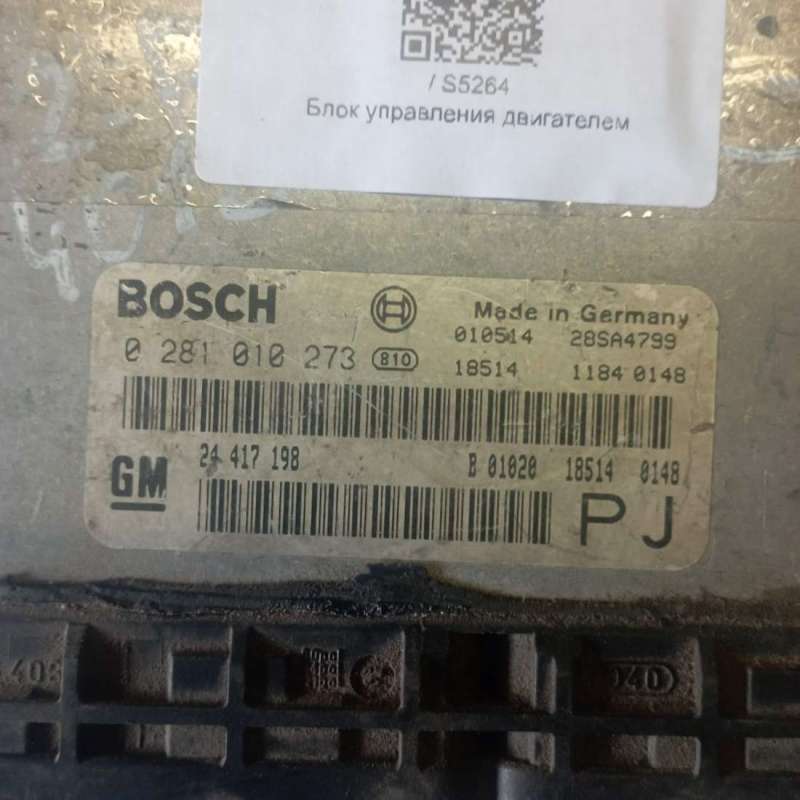 / S5264
Блок управления двигателем
BOSCH
Made in Germany
0 281 010 273 810
010514 28SA4799
18514 1184 0148
GM
24 417 198 B 01020 18514 0148
PJ